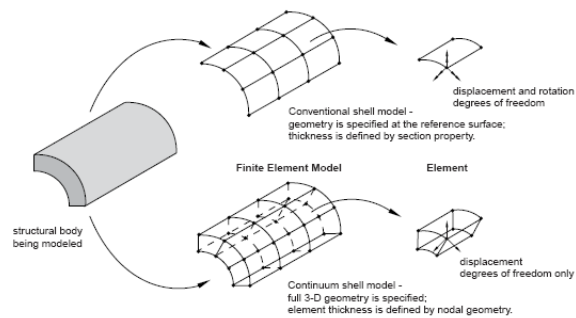 displacement and rotation
degrees of freedom
Conventional shell model -
geometry is specified at the reference surface;
thickness is defined by section property.
Finite Element Model
Element
structural body
being modeled
displacement
degrees of freedom only
Continuum shell model -
full 3-D geometry is specified;
element thickness is defined by nodal geometry.